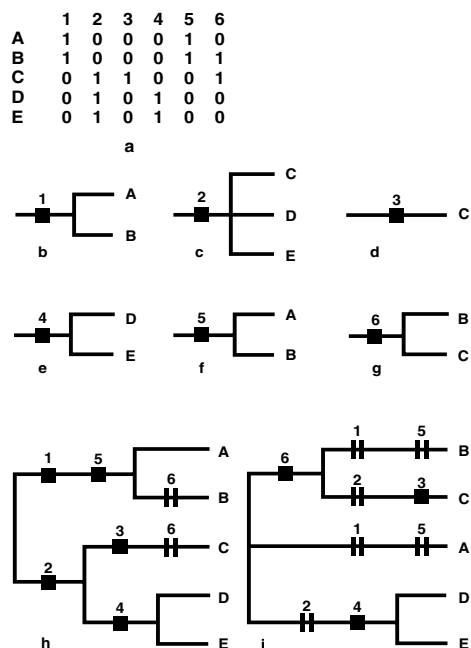 1 2 3 4 5 6
A 1 0 0 0 1 0
B 1 0 0 0 1 1
C 0 1 1 0 0 1
D 0 1 0 1 0 0
E 0 1 0 1 0 0
a
1 A B b
2 C D E c
3 C d
4 D E e
5 A B f
6 B C g
1 5 A
6 B
3 6 C
2
4 D
E
h
6 1 5 B
2 3 C
1 5 A
2 4 D
E
i